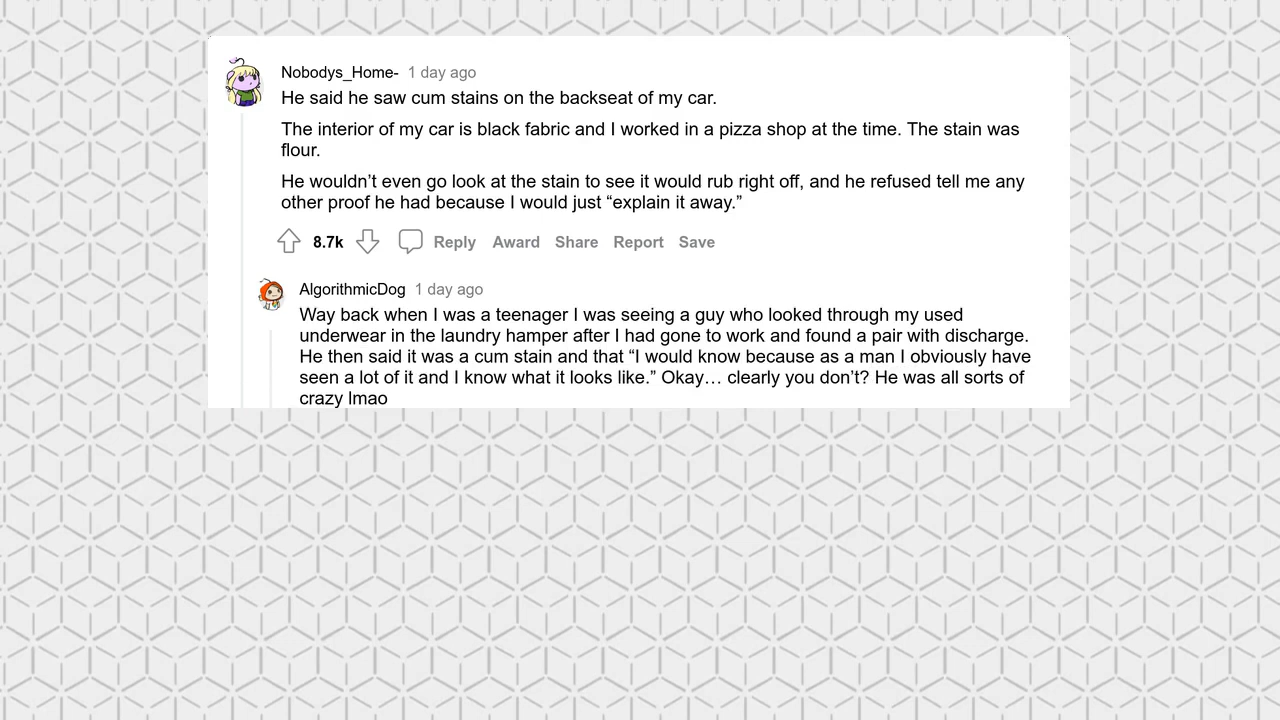 Nobodys_Home- 1 day ago
He said he saw cum stains on the backseat of my car.
The interior of my car is black fabric and I worked in a pizza shop at the time. The stain was
flour.
He wouldn’t even go look at the stain to see it would rub right off, and he refused tell me any
other proof he had because I would just “explain it away.”
8.7k Reply Award Share Report Save
AlgorithmicDog 1 day ago
Way back when I was a teenager I was seeing a guy who looked through my used
underwear in the laundry hamper after I had gone to work and found a pair with discharge.
He then said it was a cum stain and that “I would know because as a man I obviously have
seen a lot of it and I know what it looks like.” Okay… clearly you don’t? He was all sorts of
crazy lmao